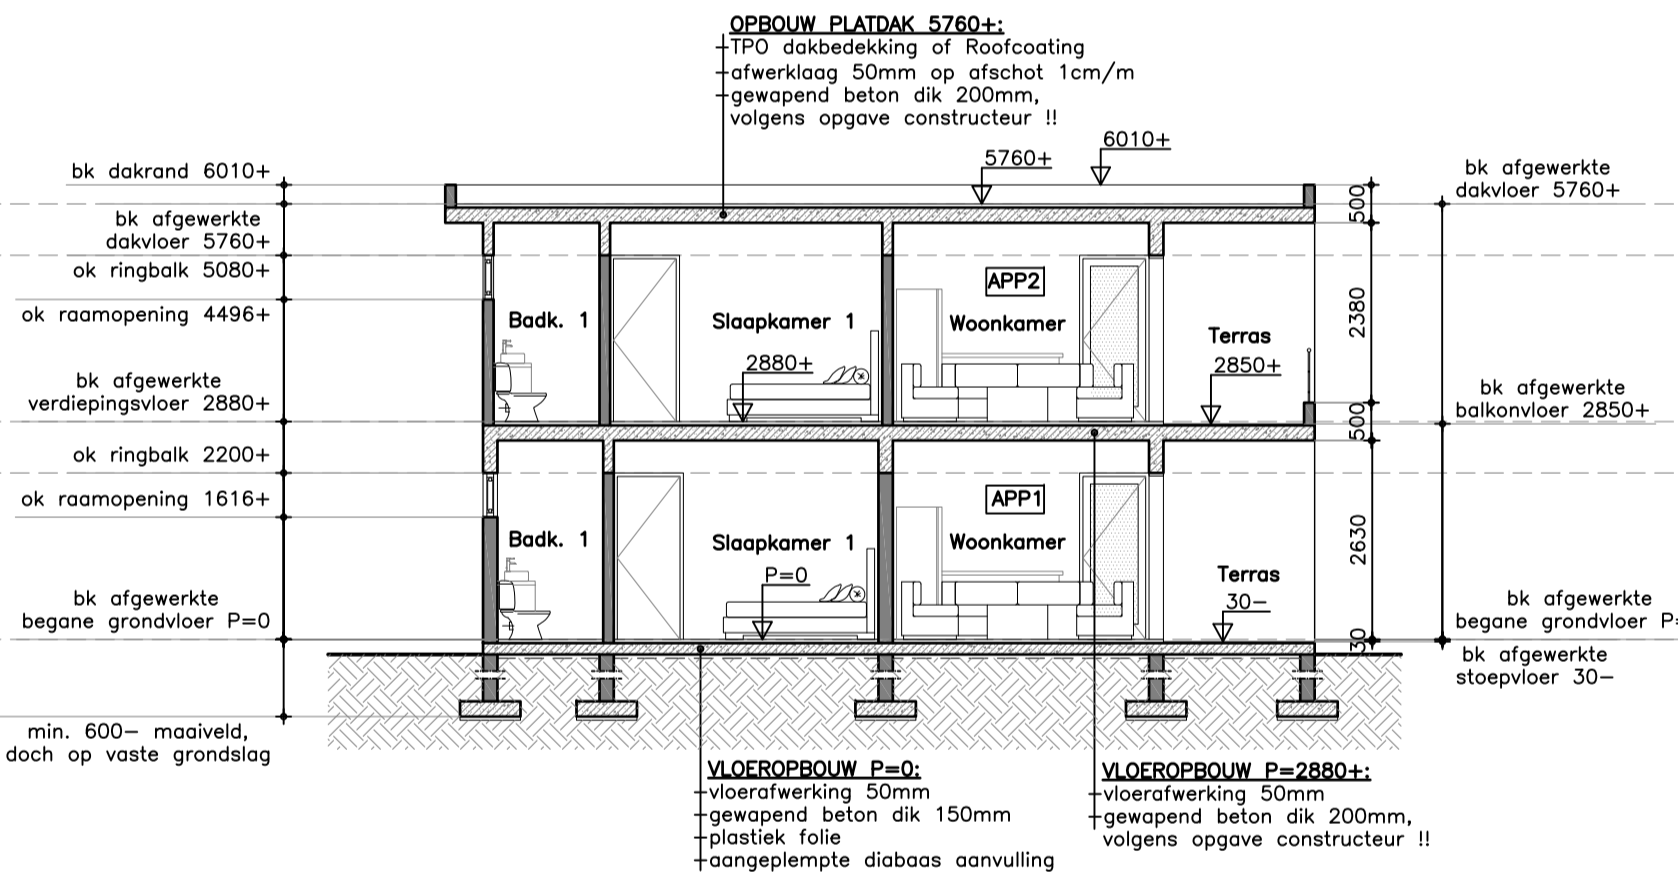 OPBOUW PLATDAK 5760+:
TPO dakbedekking of Roofcoating
afwerklaag 50mm op afschot 1cm/m
gewapend beton dik 200mm,
volgens opgave constructeur !!
5760+
6010+
bk dakrand 6010+
bk afgewerkte
dakvloer 5760+
ok ringbalk 5080+
ok raamopening 4496+
bk afgewerkte
verdiepingsvloer 2880+
ok ringbalk 2200+
ok raamopening 1616+
bk afgewerkte
begane grondvloer P=0
min. 600- maaiveld,
doch op vaste grondslag
Badk. 1
Slaapkamer 1
2880+
APP2
Woonkamer
Terras
2850+
Badk. 1
Slaapkamer 1
P=0
APP1
Woonkamer
Terras
30-
500
2380
500
2630
30
bk afgewerkte
dakvloer 5760+
bk afgewerkte
balkonvloer 2850+
bk afgewerkte
begane grondvloer P=
bk afgewerkte
stoepvloer 30-
VLOEROPBOUW P=0:
vloerafwerking 50mm
gewapend beton dik 150mm
plastiek folie
aangeplempte diabaas aanvulling
VLOEROPBOUW P=2880+:
vloerafwerking 50mm
gewapend beton dik 200mm,
volgens opgave constructeur !!